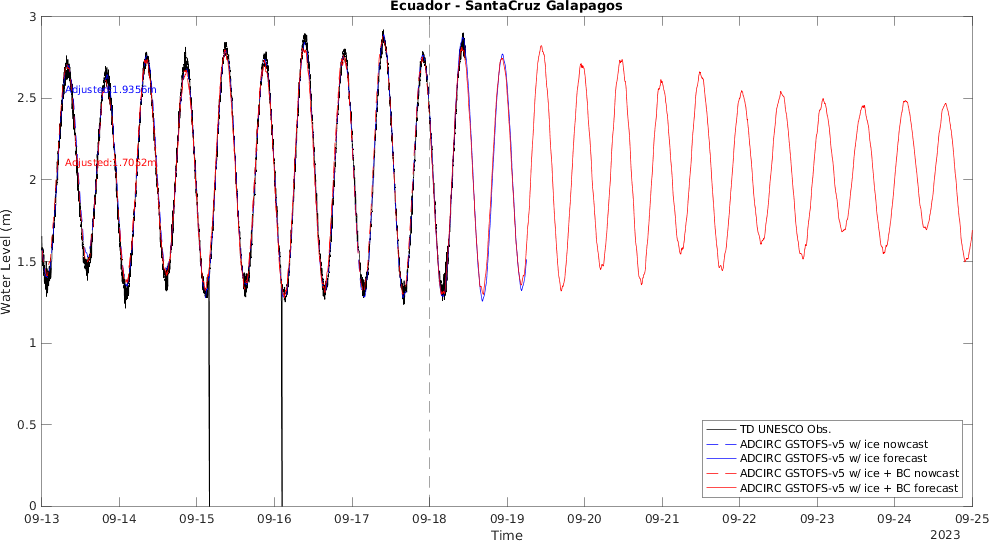 Ecuador - SantaCruz Galapagos
Water Level (m)
3
2.5
2
1.5
1
0.5
0
Adjusted:1.9356m
Adjusted:1.7052m
TD UNESCO Obs.
ADCIRC GSTOFS-v5 w/ ice nowcast
ADCIRC GSTOFS-v5 w/ ice forecast
ADCIRC GSTOFS-v5 w/ ice + BC nowcast
ADCIRC GSTOFS-v5 w/ ice + BC forecast
09-13 09-14 09-15 09-16 09-17 09-18 09-19 09-20 09-21 09-22 09-23 09-24 09-25
Time
2023